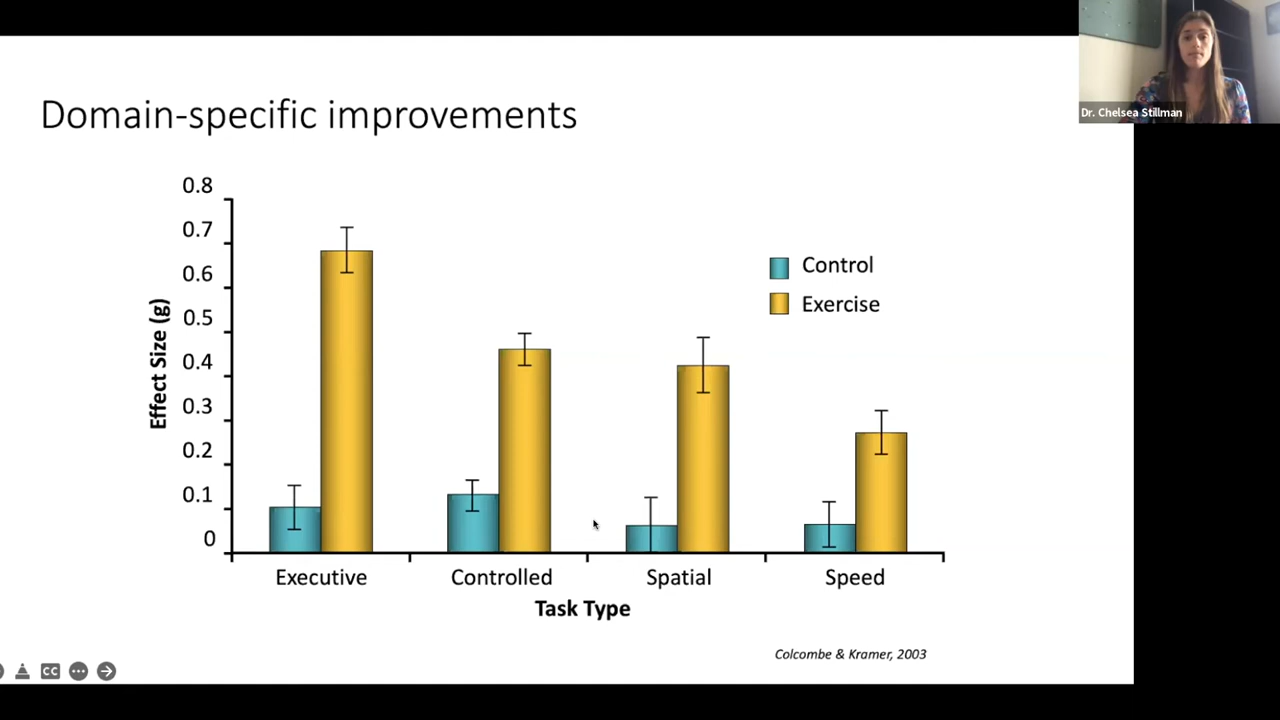 Dr. Chelsea Stillman
Domain-specific improvements
0.8
0.7
0.6
0.5
0.4
0.3
0.2
0.1
0
Effect Size (g)
Control
Exercise
Executive
Controlled
Spatial
Speed
Task Type
Colcombe & Kramer, 2003
CC